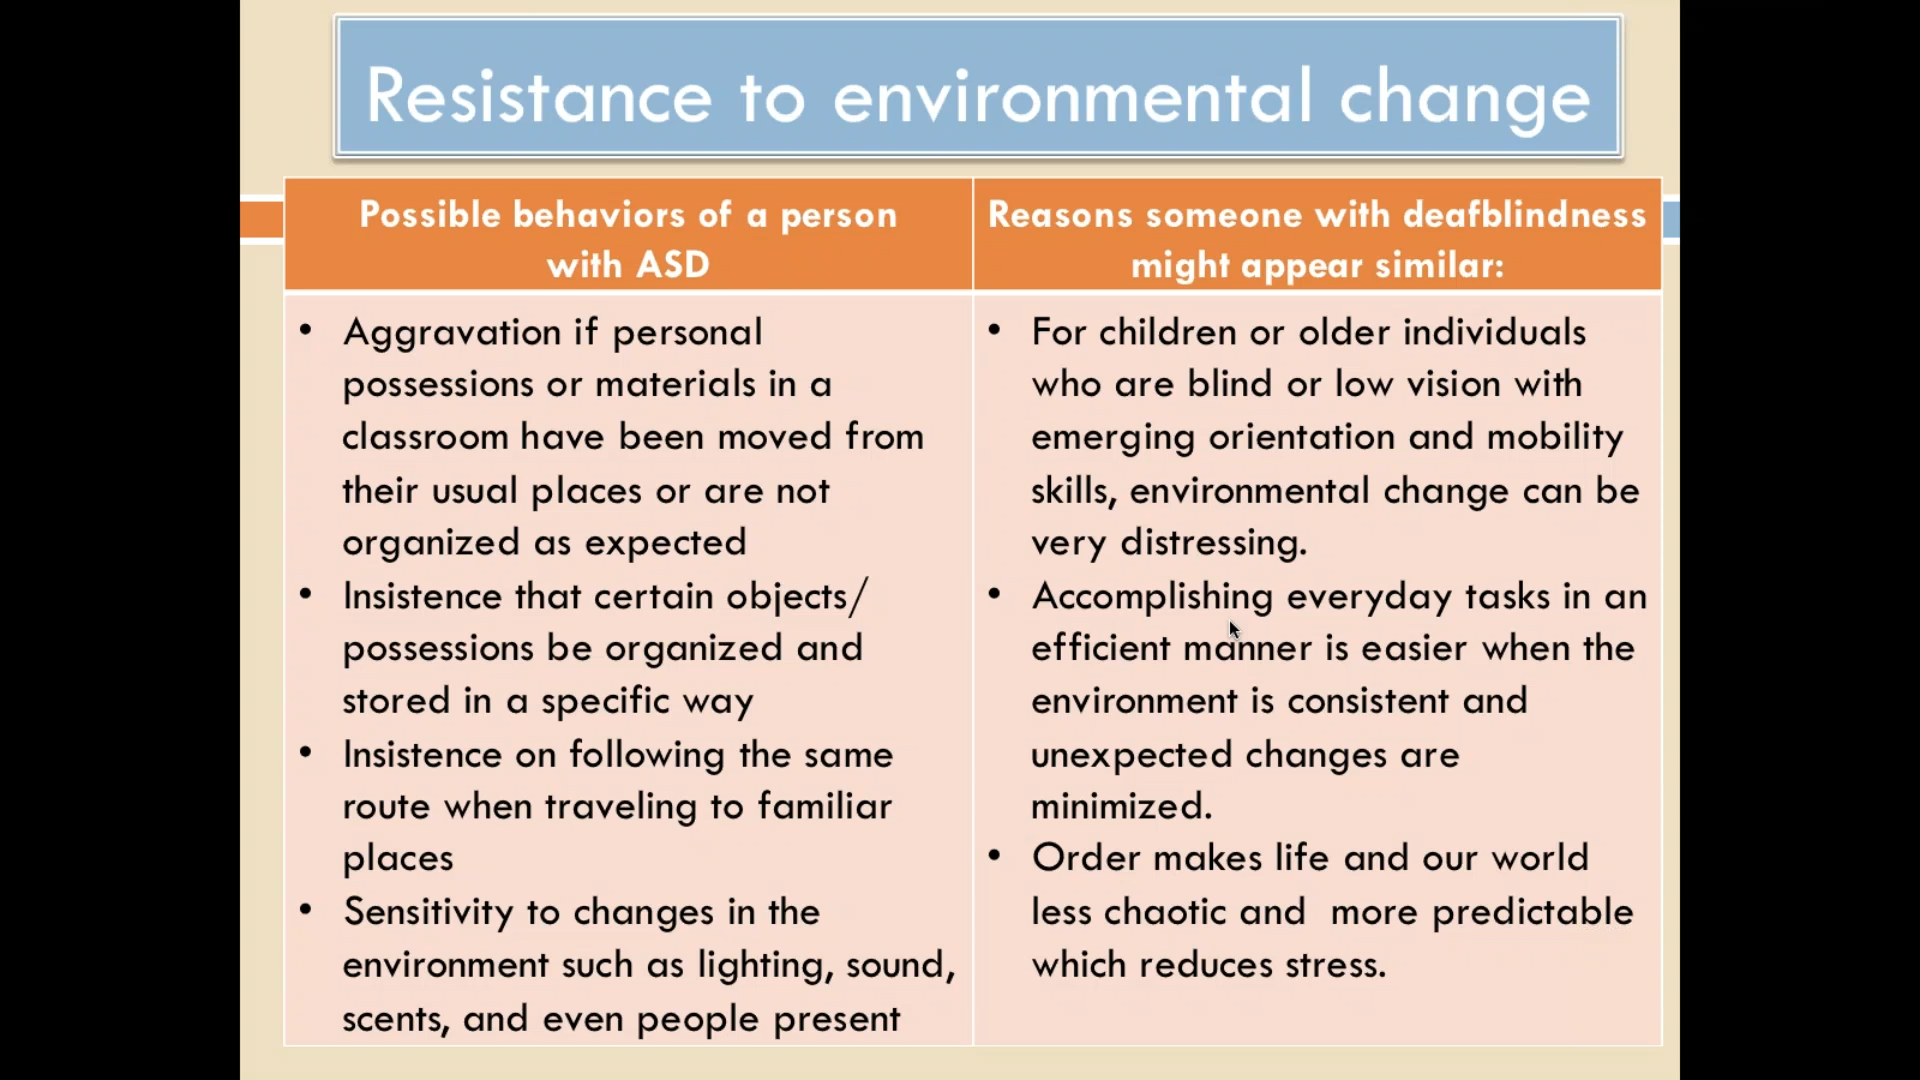 Resistance to environmental change
Possible behaviors of a person
with ASD
Reasons someone with deafblindness
might appear similar:
• Aggravation if personal
possessions or materials in a
classroom have been moved from
their usual places or are not
organized as expected
• Insistence that certain objects/
possessions be organized and
stored in a specific way
• Insistence on following the same
route when traveling to familiar
places
• Sensitivity to changes in the
environment such as lighting, sound,
scents, and even people present
• For children or older individuals
who are blind or low vision with
emerging orientation and mobility
skills, environmental change can be
very distressing.
• Accomplishing everyday tasks in an
efficient manner is easier when the
environment is consistent and
unexpected changes are
minimized.
• Order makes life and our world
less chaotic and  more predictable
which reduces stress.